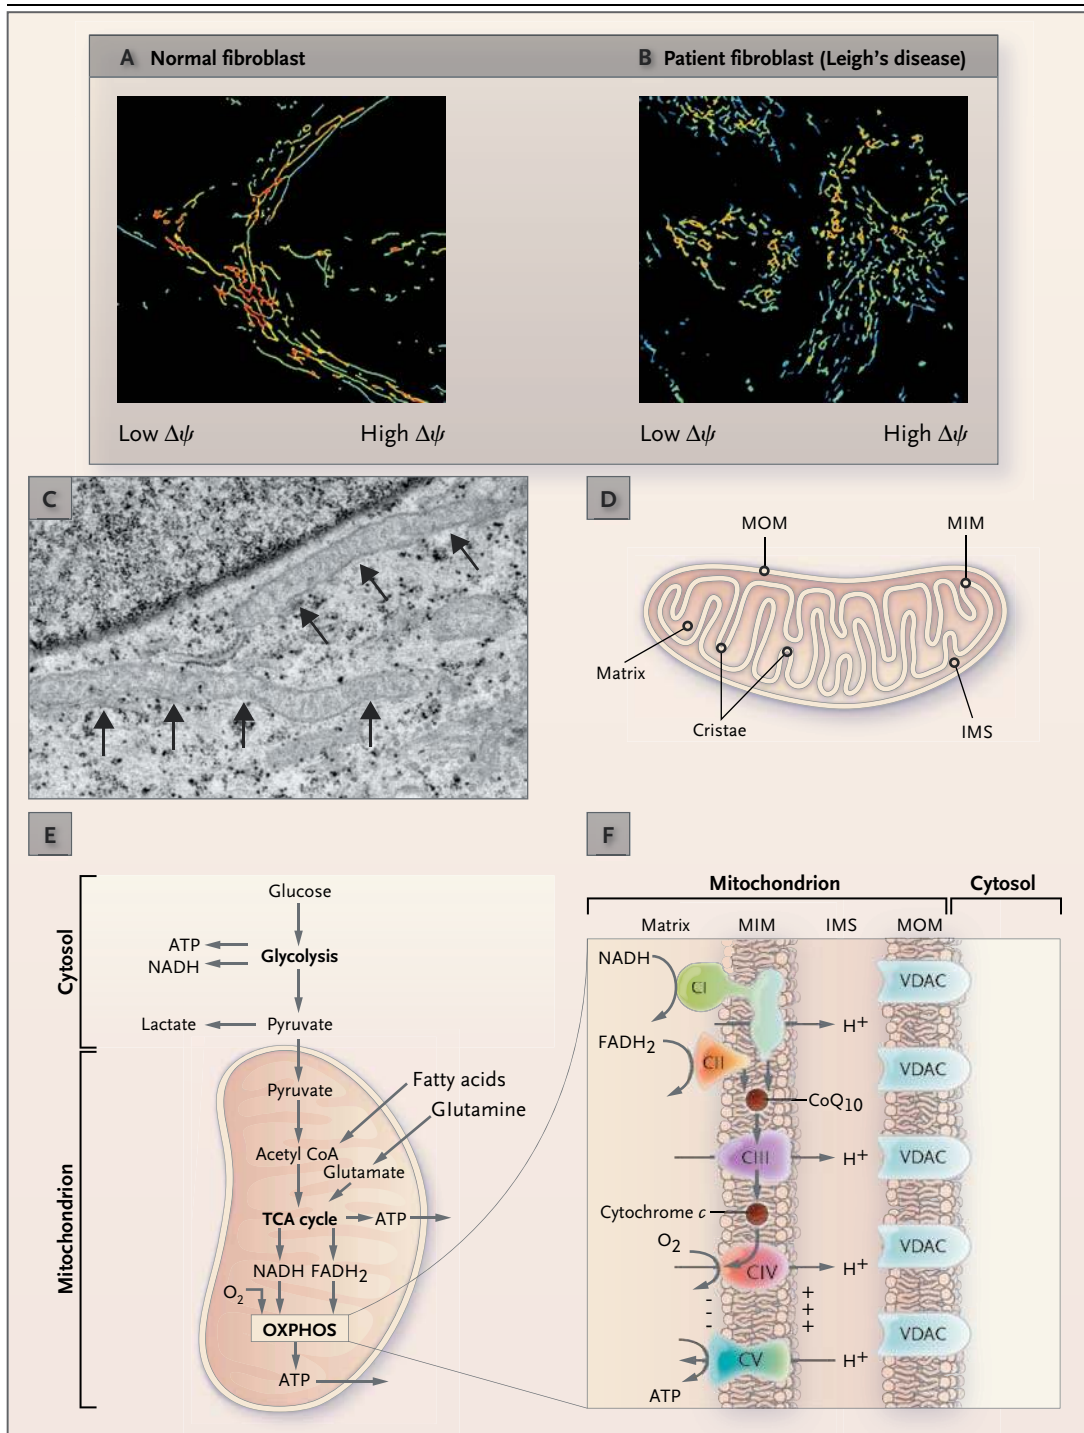 A Normal fibroblast
B Patient fibroblast (Leigh's disease)
Low Δψ
High Δψ
Low Δψ
High Δψ
C
D
MOM
MIM
Matrix
Cristae
IMS
E
Cytosol
Glucose
ATP
NADH
Glycolysis
Lactate
Pyruvate
Mitochondrion
Pyruvate
Fatty acids
Glutamine
Acetyl CoA
Glutamate
TCA cycle
ATP
NADH FADH₂
O₂
OXPHOS
ATP
F
Mitochondrion
Cytosol
Matrix
MIM
IMS
MOM
NADH
CI
VDAC
H⁺
FADH₂
CII
VDAC
CoQ₁₀
CIII
H⁺
VDAC
Cytochrome c
O₂
VDAC
CIV
H⁺
- +
- +
- +
VDAC
CV
H⁺
ATP